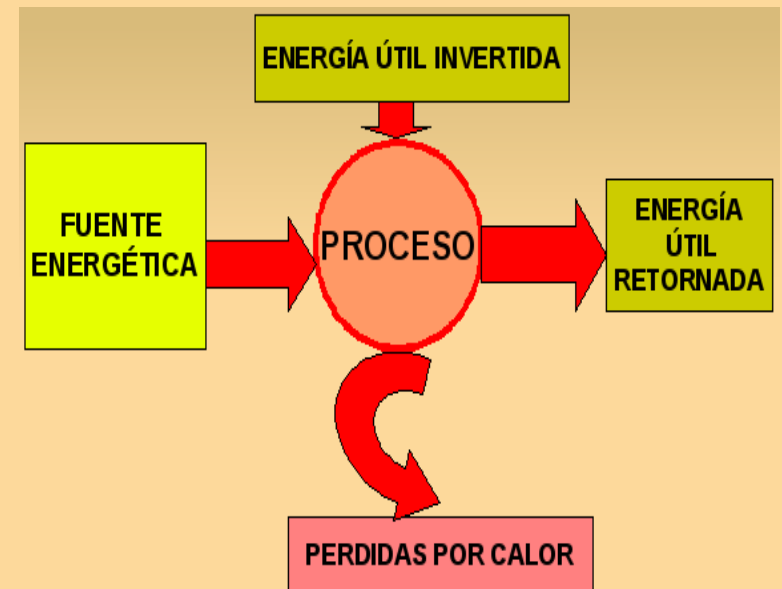 ENERGÍA ÚTIL INVERTIDA
FUENTE
ENERGÉTICA
PROCESO
ENERGÍA
ÚTIL
RETORNADA
PERDIDAS POR CALOR